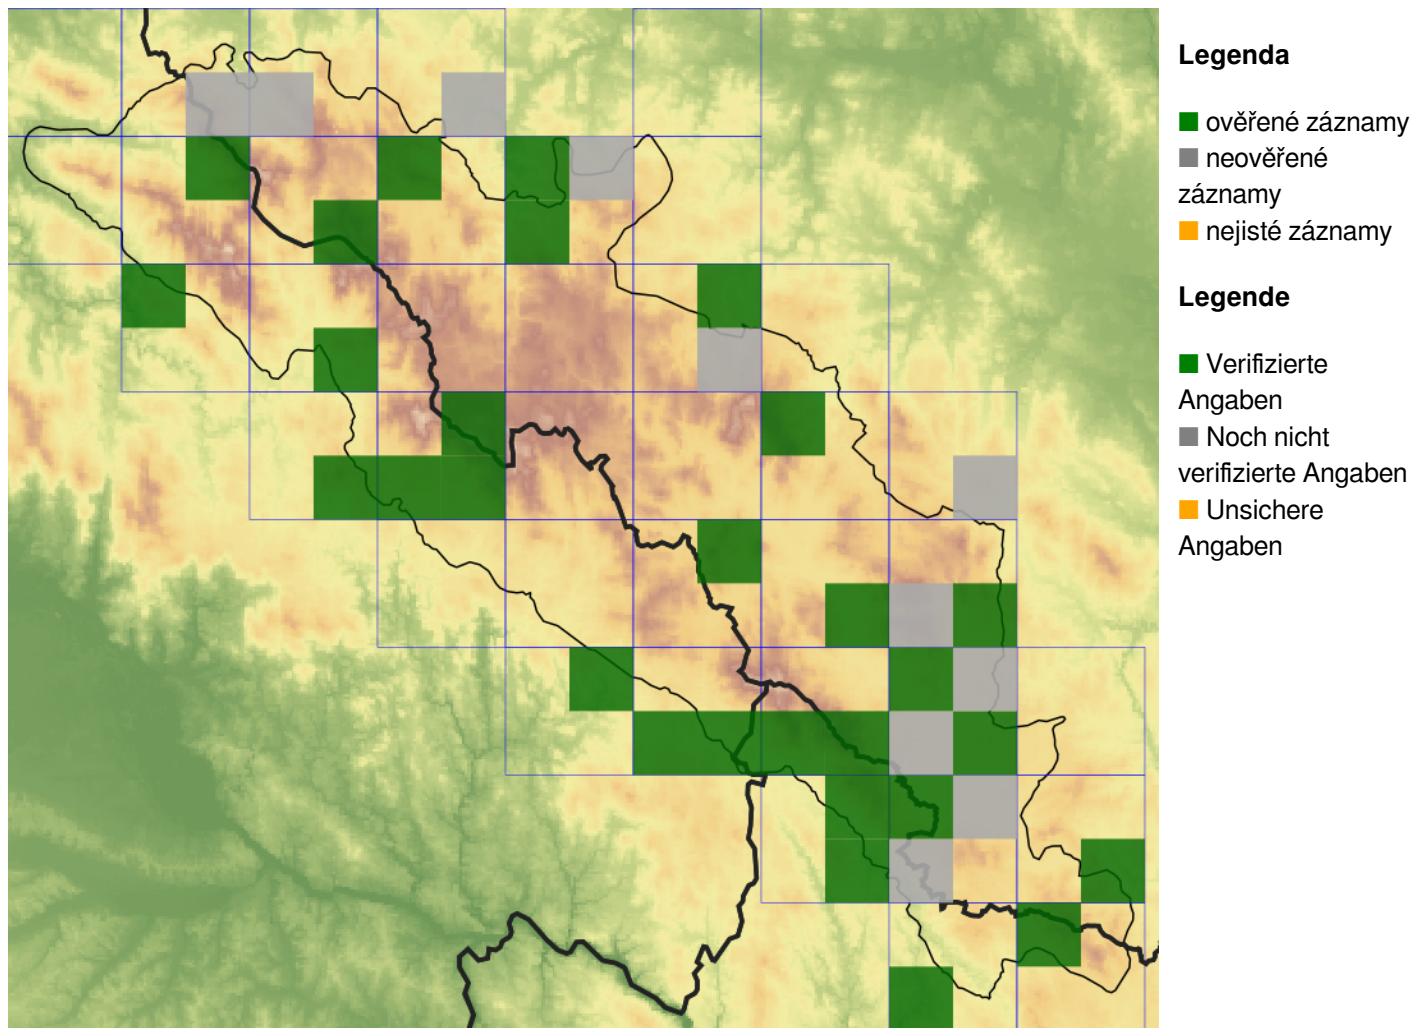 Legenda
ověřené záznamy
neověřené
záznamy
nejisté záznamy
Legende
Verifizierte
Angaben
Noch nicht
verifizierte Angaben
Unsichere
Angaben